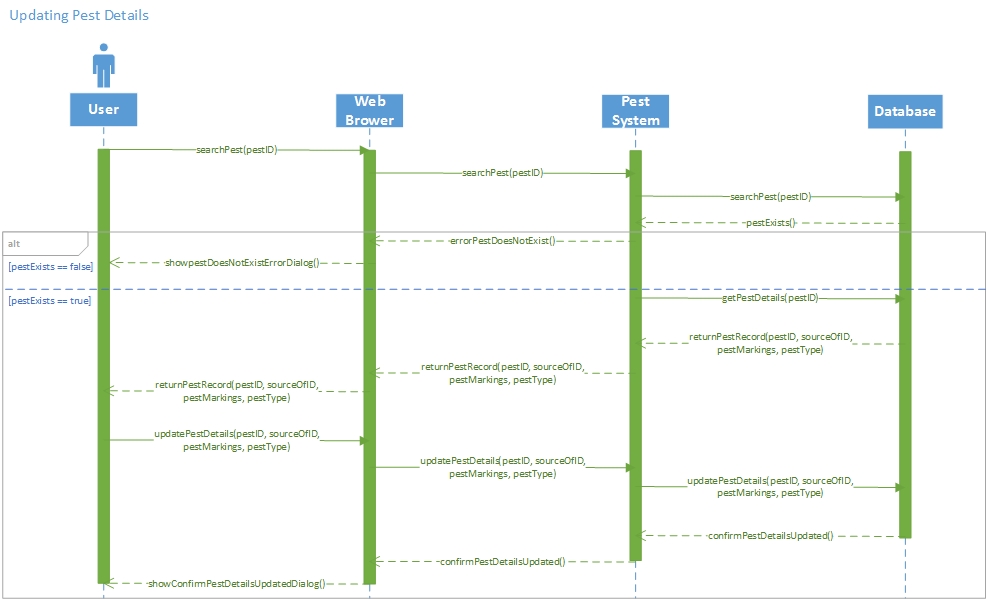 Updating Pest Details
User
Web
Brower
Pest
System
Database
searchPest(pestID)
searchPest(pestID)
searchPest(pestID)
pestExists()
alt
errorPestDoesNotExist()
[pestExists == false]
showpestDoesNotExistErrorDialog()
[pestExists == true]
getPestDetails(pestID)
returnPestRecord(pestID, sourceOfID,
pestMarkings, pestType)
returnPestRecord(pestID, sourceOfID,
pestMarkings, pestType)
returnPestRecord(pestID, sourceOfID,
pestMarkings, pestType)
updatePestDetails(pestID, sourceOfID,
pestMarkings, pestType)
updatePestDetails(pestID, sourceOfID,
pestMarkings, pestType)
updatePestDetails(pestID, sourceOfID,
pestMarkings, pestType)
confirmPestDetailsUpdated()
confirmPestDetailsUpdated()
showConfirmPestDetailsUpdatedDialog()